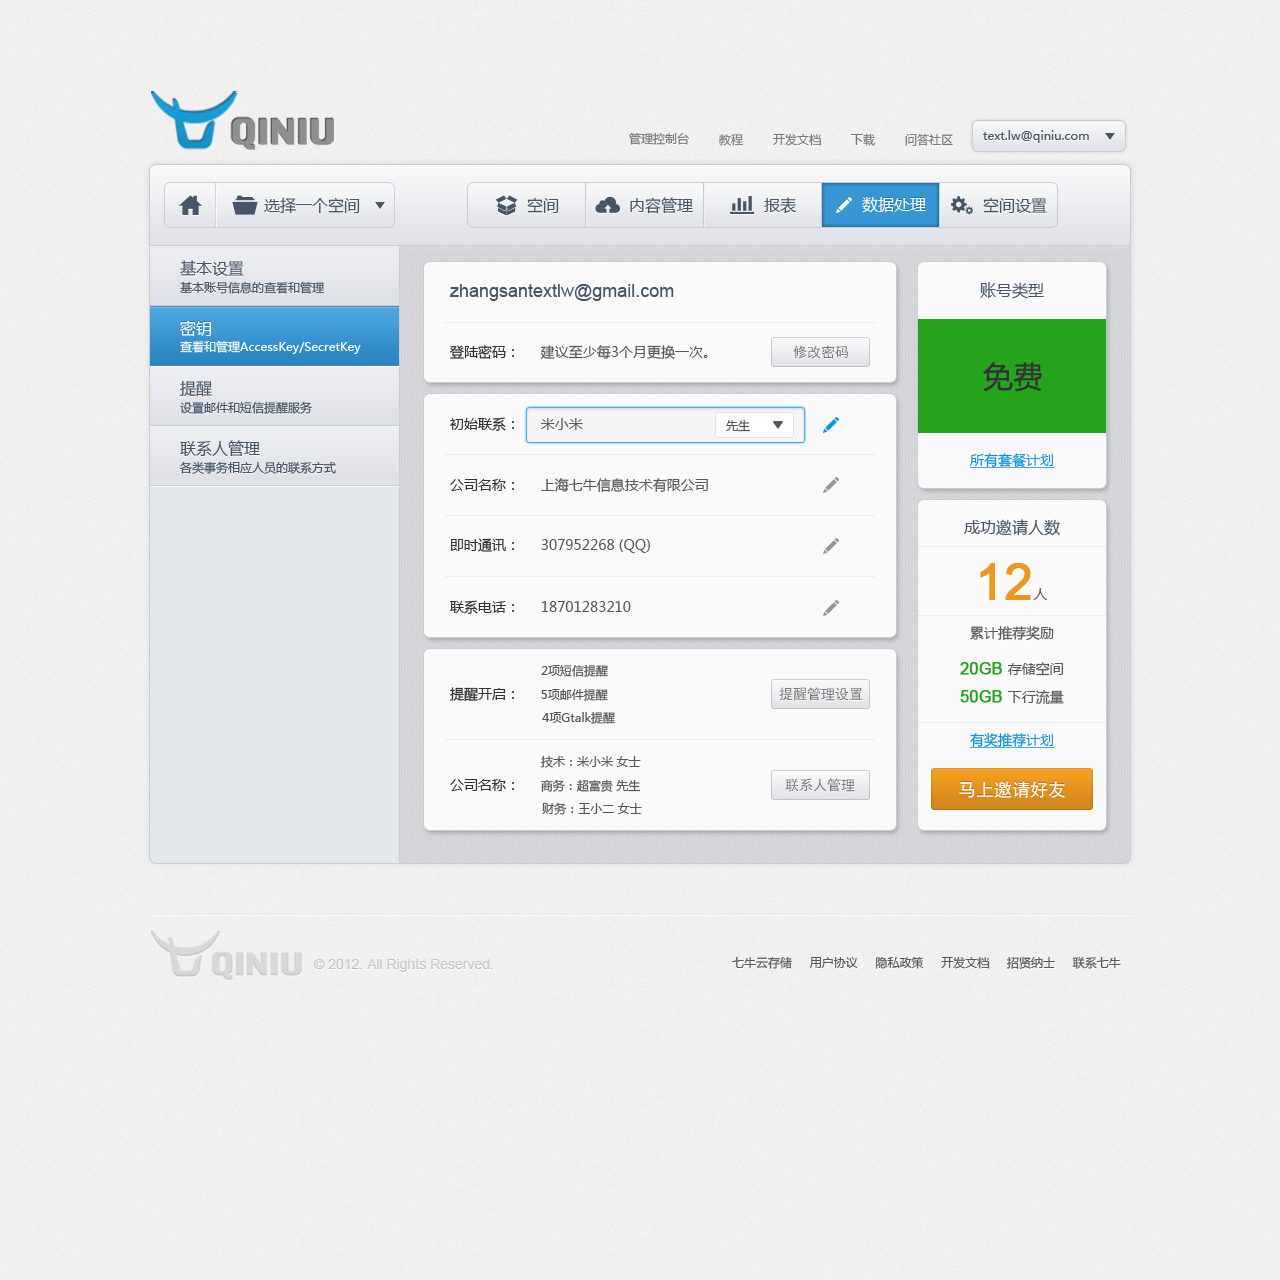 QINIU
管理控制台 教程 开发文档 下载 问答社区 text.lw@qiniu.com
选择一个空间 空间 内容管理 报表 数据处理 空间设置
基本设置
基本账号信息的查看和管理
密钥
查看和管理AccessKey/SecretKey
提醒
设置邮件和短信提醒服务
联系人管理
各类事务相应人员的联系方式
zhangsantextlw@gmail.com
登陆密码： 建议至少每3个月更换一次。 修改密码
初始联系： 米小米 先生
公司名称： 上海七牛信息技术有限公司
即时通讯： 307952268 (QQ)
联系电话： 18701283210
提醒开启：
2项短信提醒
5项邮件提醒
4项Gtalk提醒
提醒管理设置
公司名称：
技术：米小米 女士
商务：超富贵 先生
财务：王小二 女士
联系人管理
账号类型
免费
所有套餐计划
成功邀请人数
12人
累计推荐奖励
20GB 存储空间
50GB 下行流量
有奖推荐计划
马上邀请好友
QINIU © 2012. All Rights Reserved.
七牛云存储 用户协议 隐私政策 开发文档 招贤纳士 联系七牛